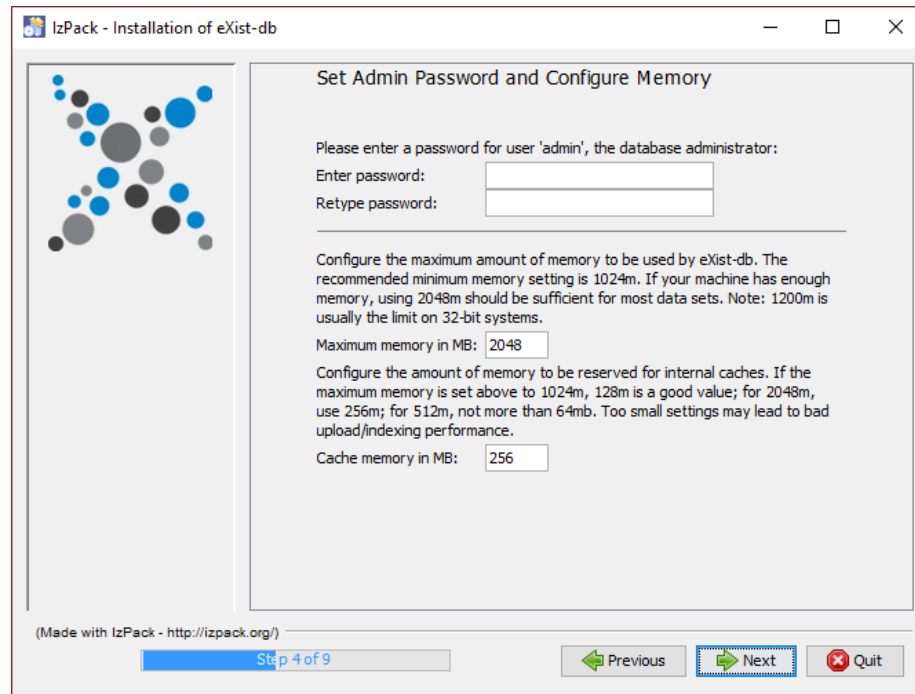 IzPack - Installation of eXist-db
Set Admin Password and Configure Memory
Please enter a password for user 'admin', the database administrator:
Enter password:
Retype password:
Configure the maximum amount of memory to be used by eXist-db. The
recommended minimum memory setting is 1024m. If your machine has enough
memory, using 2048m should be sufficient for most data sets. Note: 1200m is
usually the limit on 32-bit systems.
Maximum memory in MB: 2048
Configure the amount of memory to be reserved for internal caches. If the
maximum memory is set above to 1024m, 128m is a good value; for 2048m,
use 256m; for 512m, not more than 64mb. Too small settings may lead to bad
upload/indexing performance.
Cache memory in MB: 256
(Made with IzPack - http://izpack.org/)
Step 4 of 9
Previous
Next
Quit